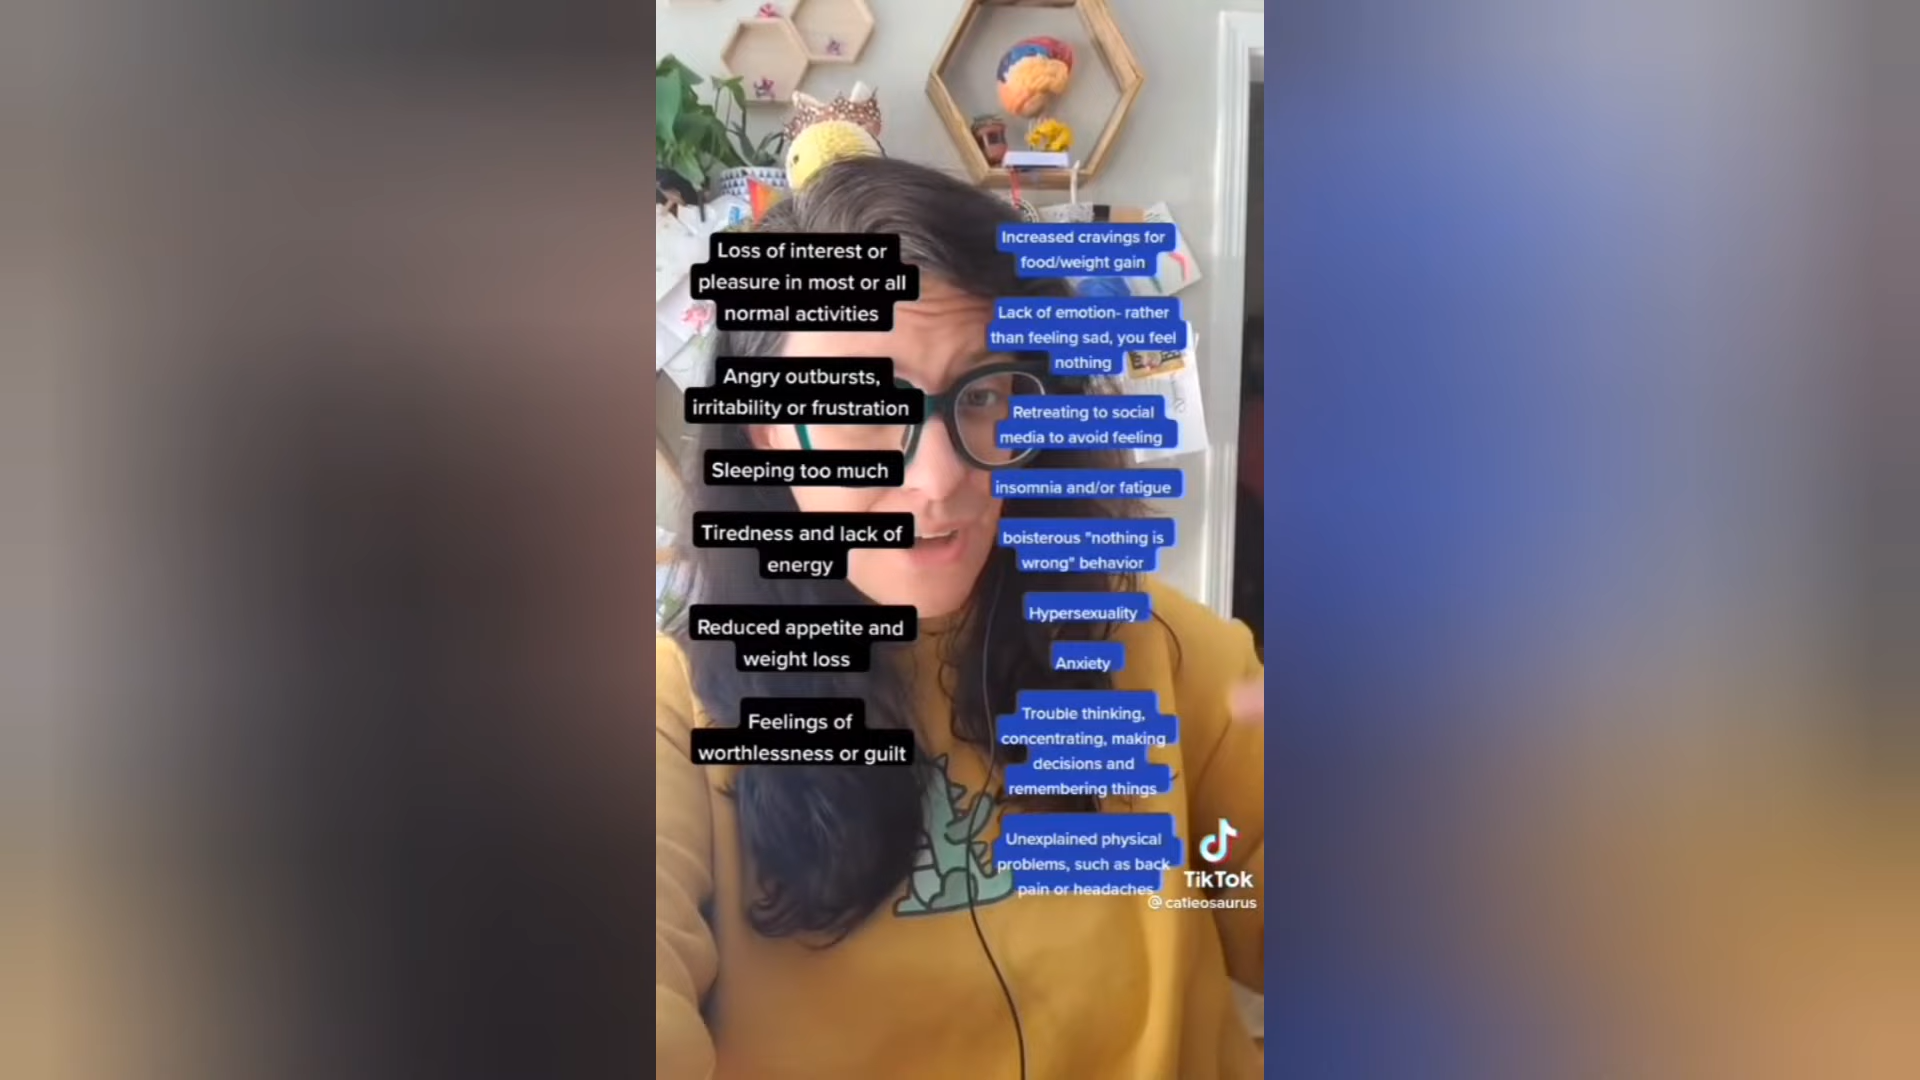 Loss of interest or
pleasure in most or all
normal activities
Angry outbursts,
irritability or frustration
Sleeping too much
Tiredness and lack of
energy
Reduced appetite and
weight loss
Feelings of
worthlessness or guilt
Increased cravings for
food/weight gain
Lack of emotion- rather
than feeling sad, you feel
nothing
Retreating to social
media to avoid feeling
insomnia and/or fatigue
boisterous "nothing is
wrong" behavior
Hypersexuality
Anxiety
Trouble thinking,
concentrating, making
decisions and
remembering things
Unexplained physical
problems, such as back
pain or headaches
TikTok
@catieosaurus